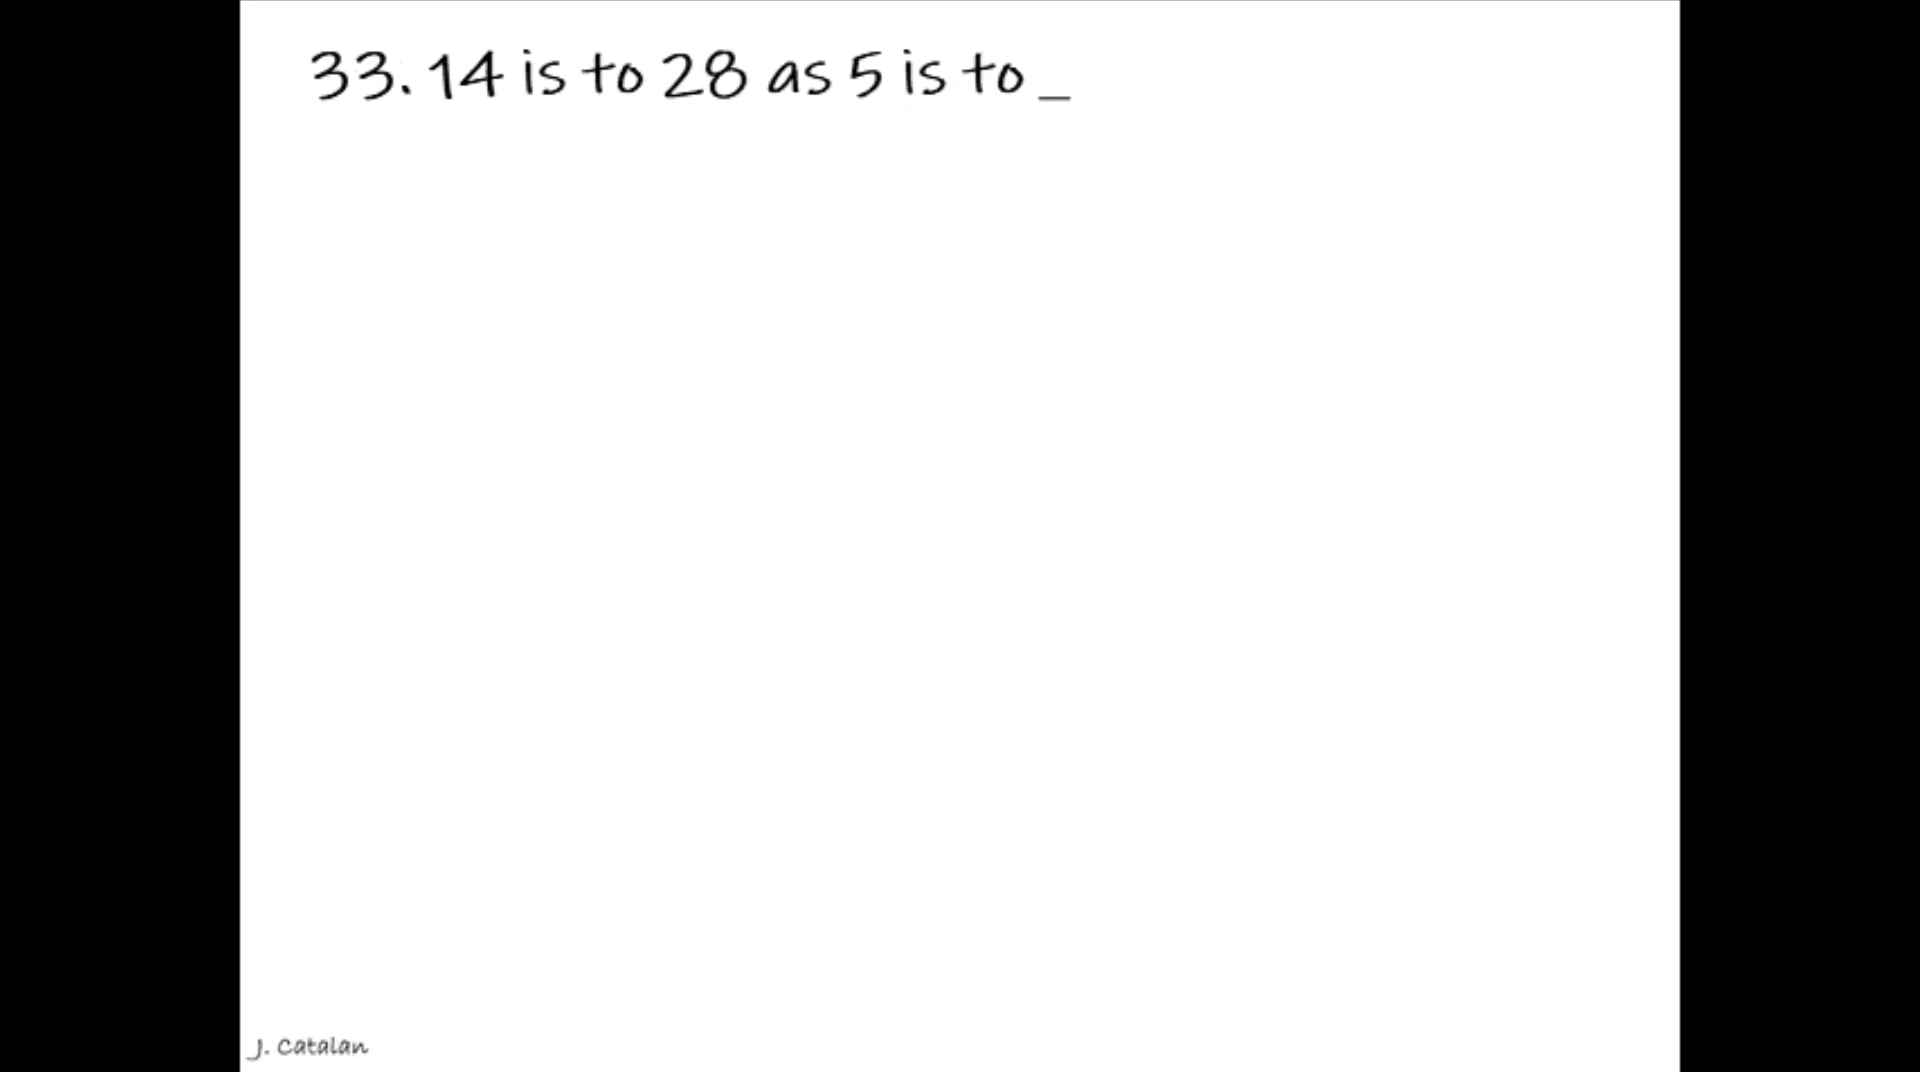 33. 14 is to 28 as 5 is to _
J. Catalan